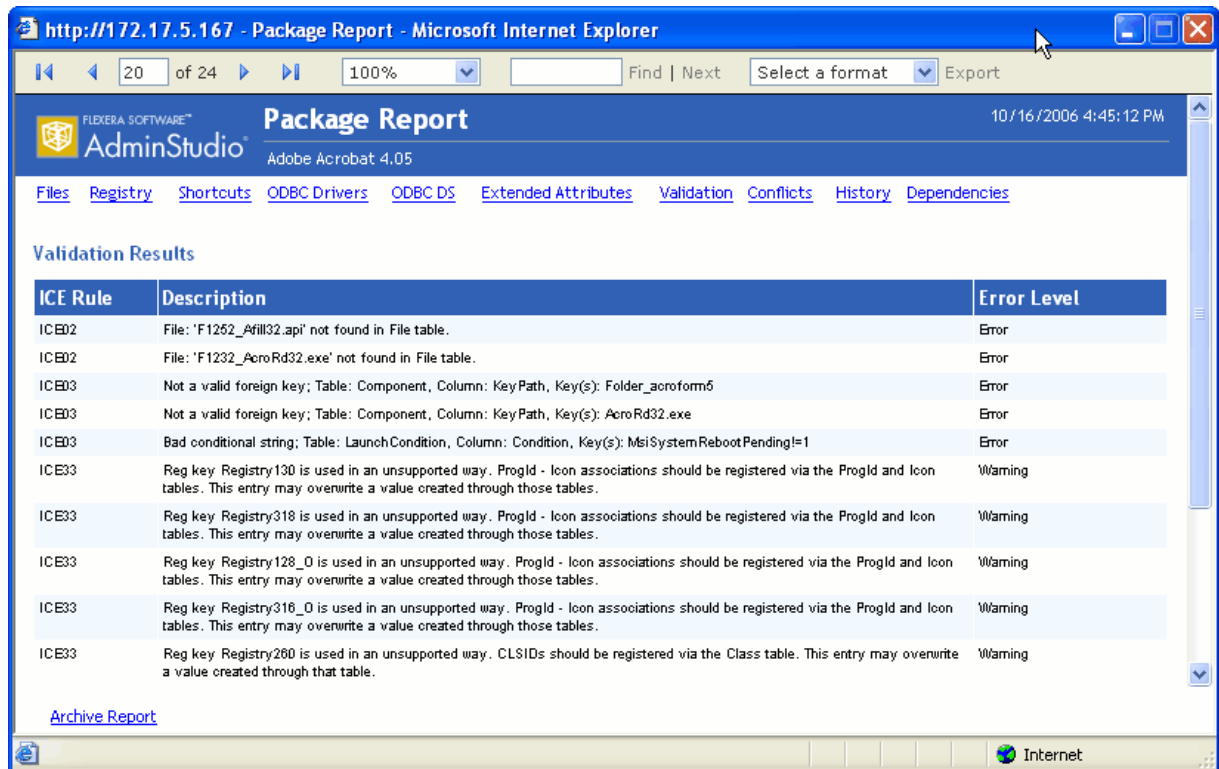 http://172.17.5.167 - Package Report - Microsoft Internet Explorer
20 of 24 100% Find | Next Select a format Export
FLEXERA SOFTWARE™
AdminStudio®
Package Report
10/16/2006 4:45:12 PM
Adobe Acrobat 4.05
Files Registry Shortcuts ODBC Drivers ODBC DS Extended Attributes Validation Conflicts History Dependencies
Validation Results
ICE Rule Description Error Level
ICE02 File: 'F1252_Afill32.api' not found in File table. Error
ICE02 File: 'F1232_AcroRd32.exe' not found in File table. Error
ICE03 Not a valid foreign key; Table: Component, Column: KeyPath, Key(s): Folder_acroform5 Error
ICE03 Not a valid foreign key; Table: Component, Column: KeyPath, Key(s): AcroRd32.exe Error
ICE03 Bad conditional string; Table: LaunchCondition, Column: Condition, Key(s): MsiSystemRebootPending!=1 Error
ICE33 Reg key Registry130 is used in an unsupported way. ProgId - Icon associations should be registered via the ProgId and Icon Warning
tables. This entry may overwrite a value created through those tables.
ICE33 Reg key Registry318 is used in an unsupported way. ProgId - Icon associations should be registered via the ProgId and Icon Warning
tables. This entry may overwrite a value created through those tables.
ICE33 Reg key Registry128_0 is used in an unsupported way. ProgId - Icon associations should be registered via the ProgId and Icon Warning
tables. This entry may overwrite a value created through those tables.
ICE33 Reg key Registry316_0 is used in an unsupported way. ProgId - Icon associations should be registered via the ProgId and Icon Warning
tables. This entry may overwrite a value created through those tables.
ICE33 Reg key Registry260 is used in an unsupported way. CLSIDs should be registered via the Class table. This entry may overwrite Warning
a value created through that table.
Archive Report
Internet